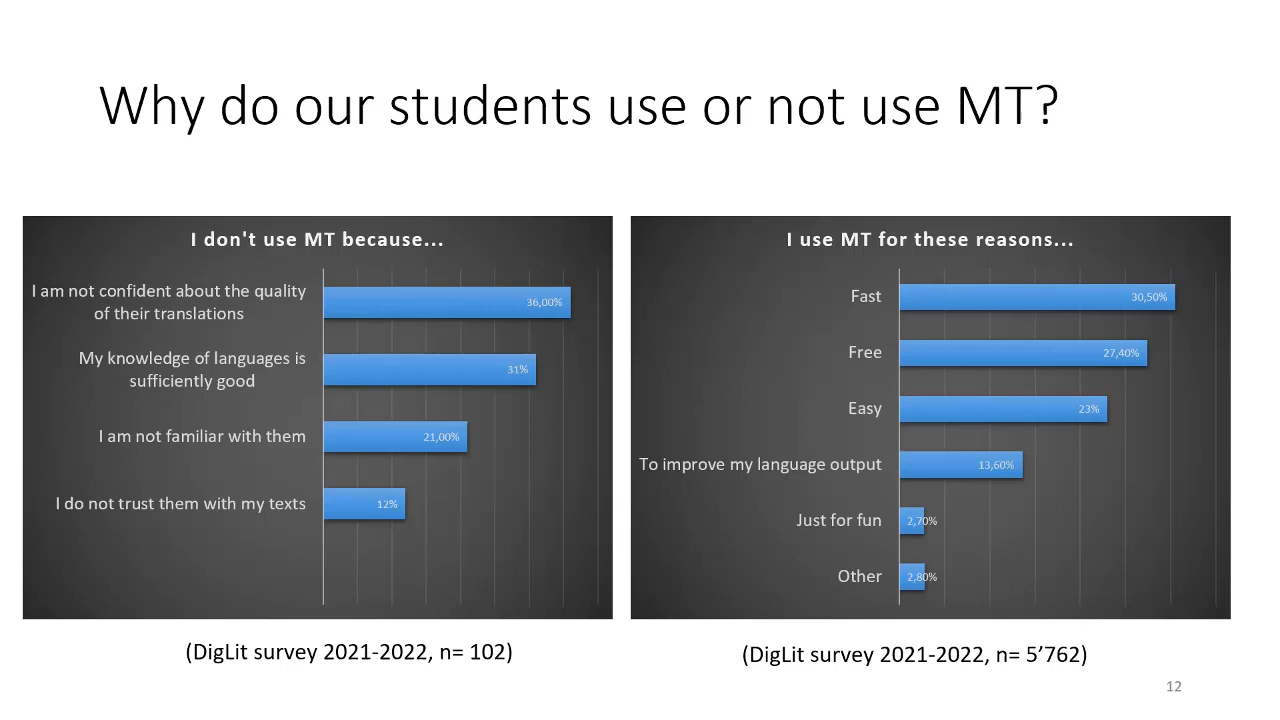 Why do our students use or not use MT?
I don't use MT because...
I am not confident about the quality
of their translations
36,00%
My knowledge of languages is
sufficiently good
31%
I am not familiar with them
21,00%
I do not trust them with my texts
12%
(DigLit survey 2021-2022, n= 102)
I use MT for these reasons...
Fast
30,50%
Free
27,40%
Easy
23%
To improve my language output
13,60%
Just for fun
2,70%
Other
2,80%
(DigLit survey 2021-2022, n= 5’762)
12